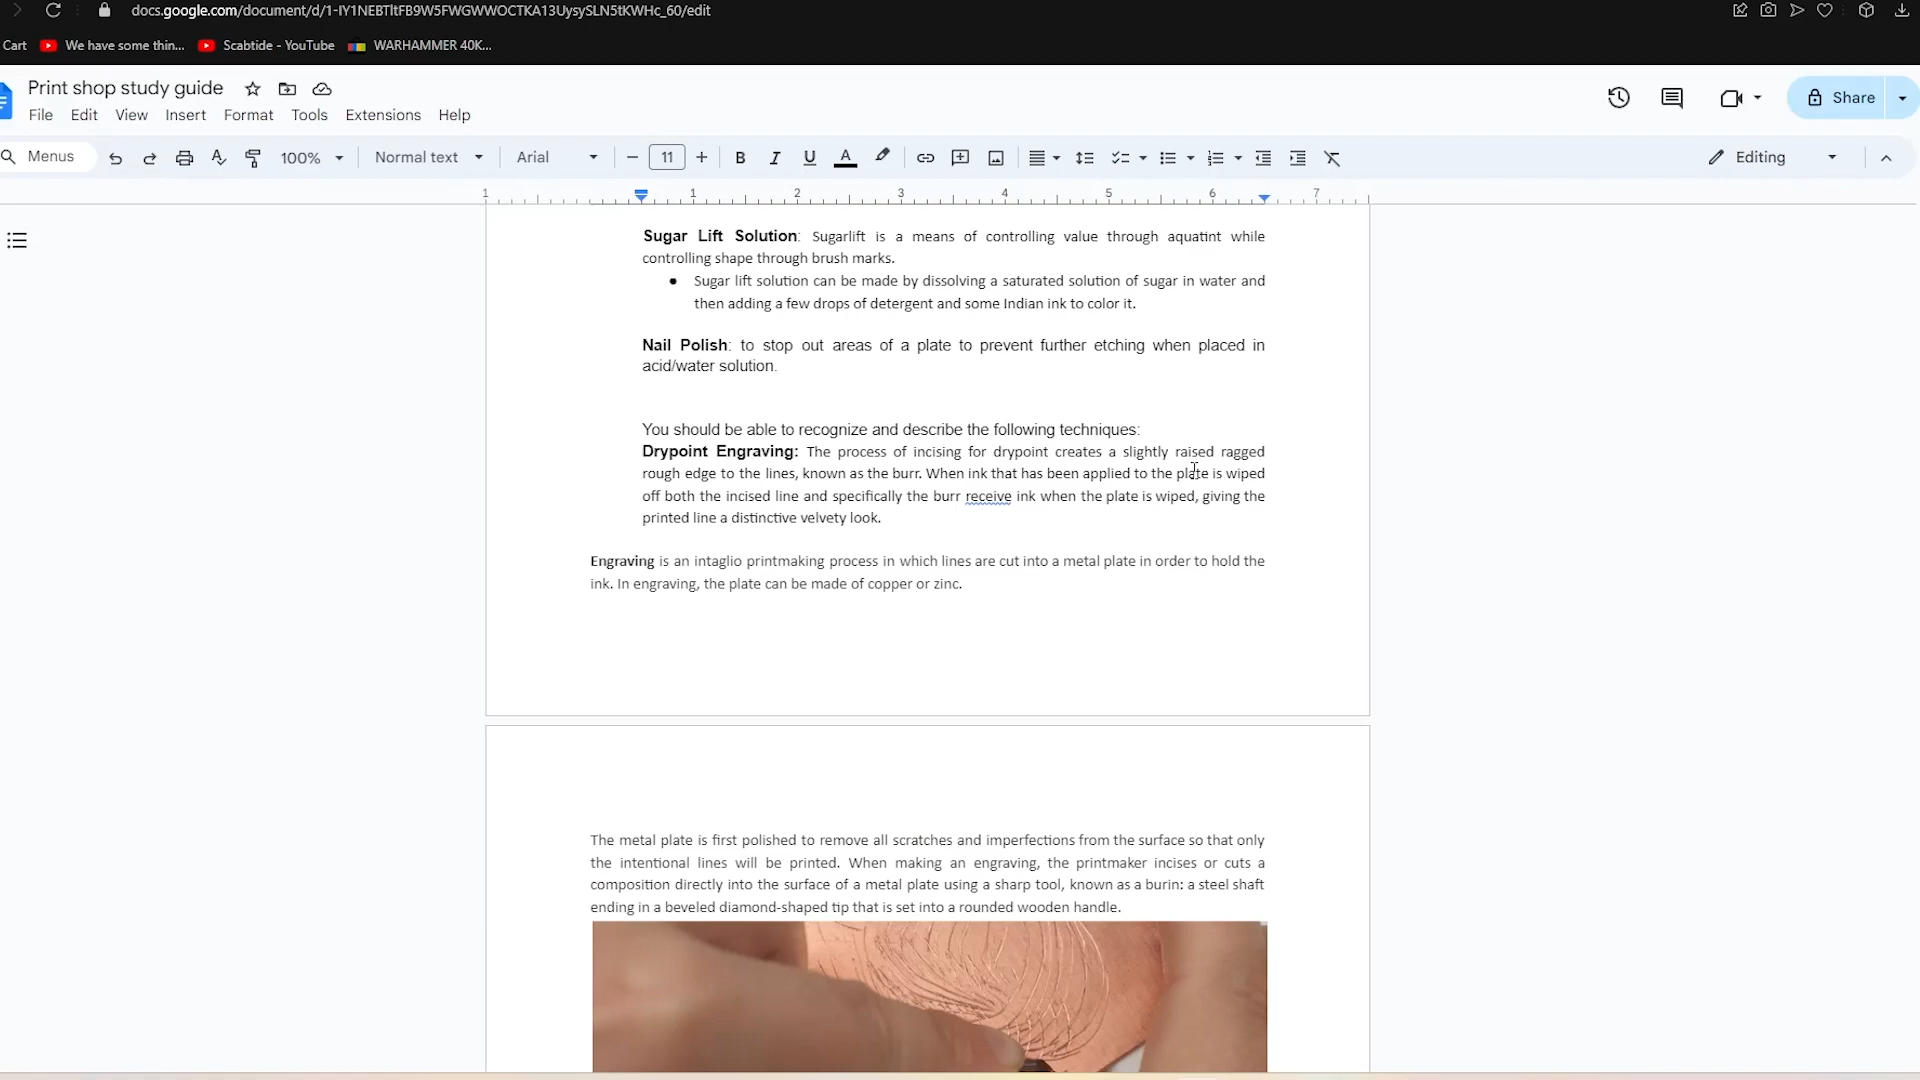 docs.google.com/document/d/1-IY1NEBTltFB9W5FWGWWOCTKA13UysySLN5tKWHc_60/edit
Cart We have some thin... Scabtide - YouTube WARHAMMER 40K...
Print shop study guide
Share
File Edit View Insert Format Tools Extensions Help
Menus 100% Normal text Arial 11 B I U A Editing
1 1 2 3 4 5 6 7
Sugar Lift Solution: Sugarlift is a means of controlling value through aquatint while
controlling shape through brush marks.
● Sugar lift solution can be made by dissolving a saturated solution of sugar in water and
then adding a few drops of detergent and some Indian ink to color it.
Nail Polish: to stop out areas of a plate to prevent further etching when placed in
acid/water solution.
You should be able to recognize and describe the following techniques:
Drypoint Engraving: The process of incising for drypoint creates a slightly raised ragged
rough edge to the lines, known as the burr. When ink that has been applied to the plate is wiped
off both the incised line and specifically the burr receive ink when the plate is wiped, giving the
printed line a distinctive velvety look.
Engraving is an intaglio printmaking process in which lines are cut into a metal plate in order to hold the
ink. In engraving, the plate can be made of copper or zinc.
The metal plate is first polished to remove all scratches and imperfections from the surface so that only
the intentional lines will be printed. When making an engraving, the printmaker incises or cuts a
composition directly into the surface of a metal plate using a sharp tool, known as a burin: a steel shaft
ending in a beveled diamond-shaped tip that is set into a rounded wooden handle.